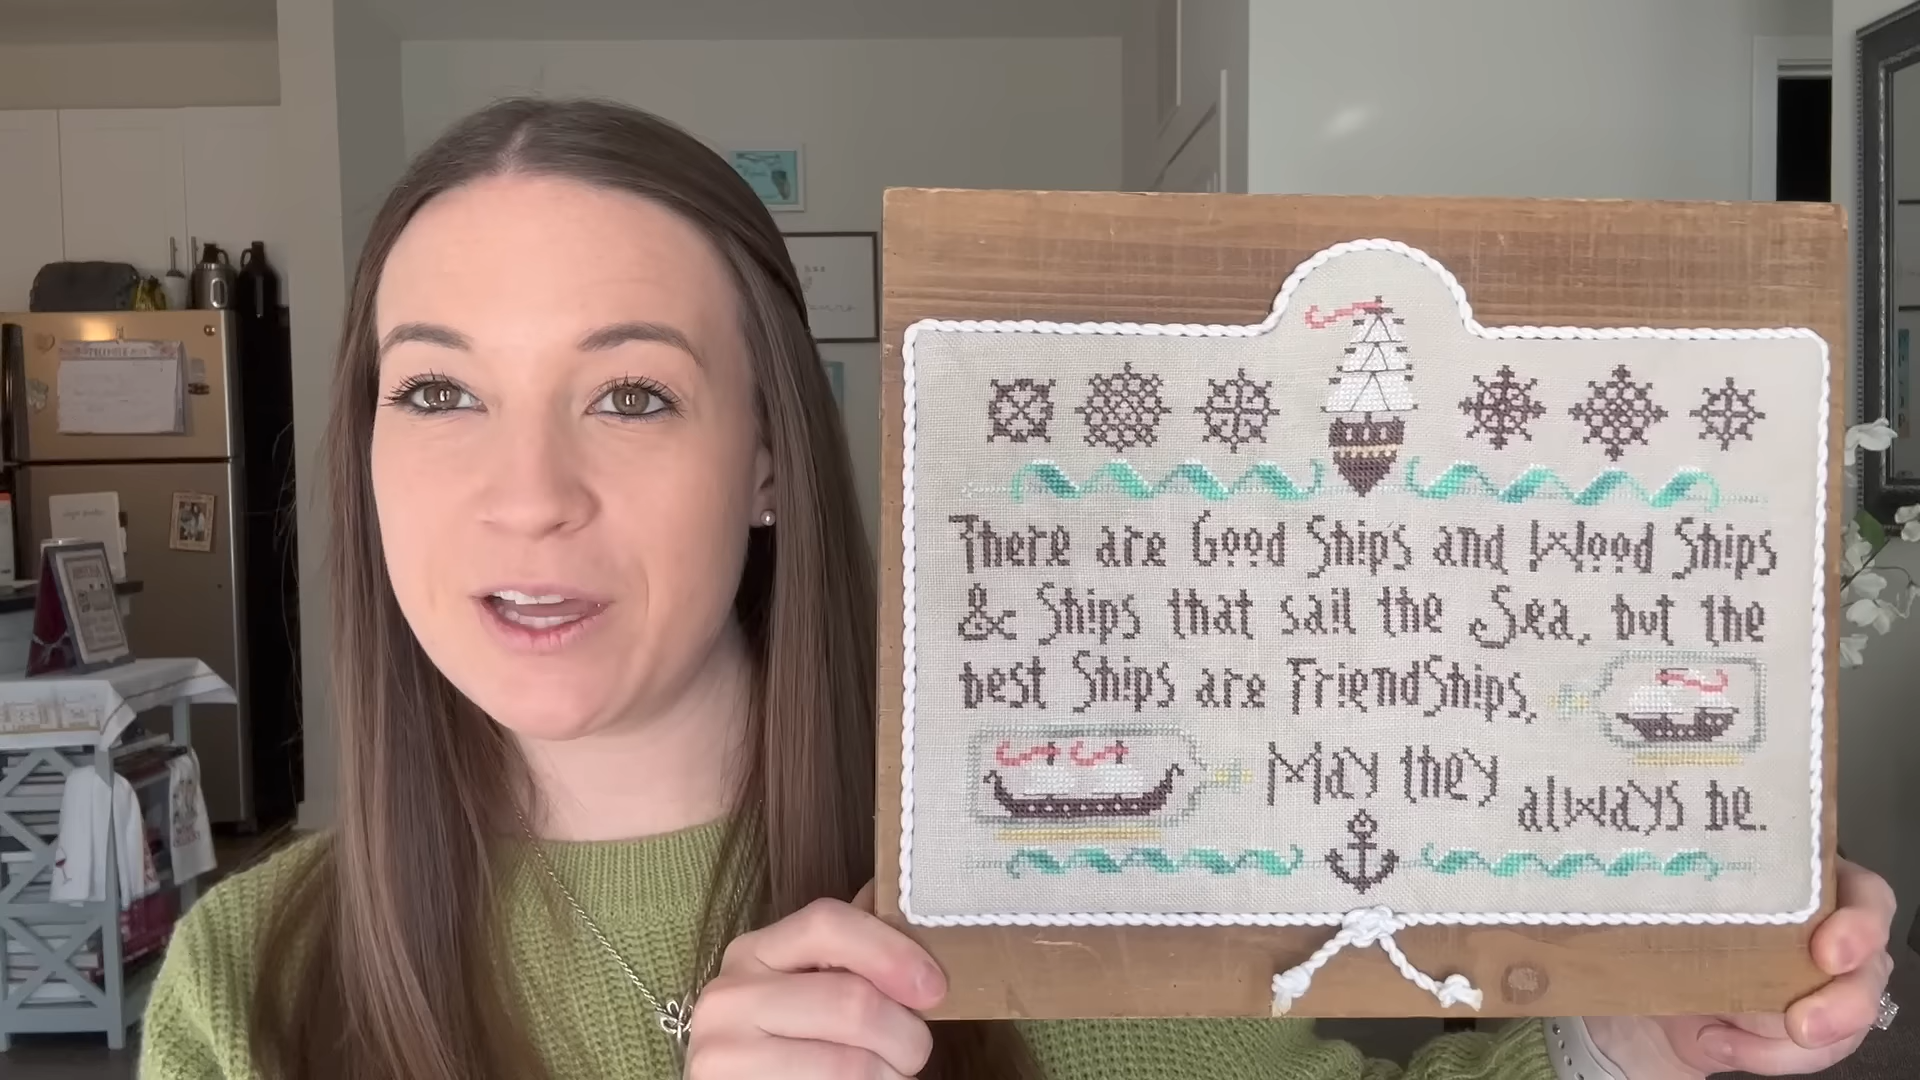 There are Good Ships and Wood Ships
& Ships that sail the Sea, but the
best Ships are FriendShips,
May they
always be.